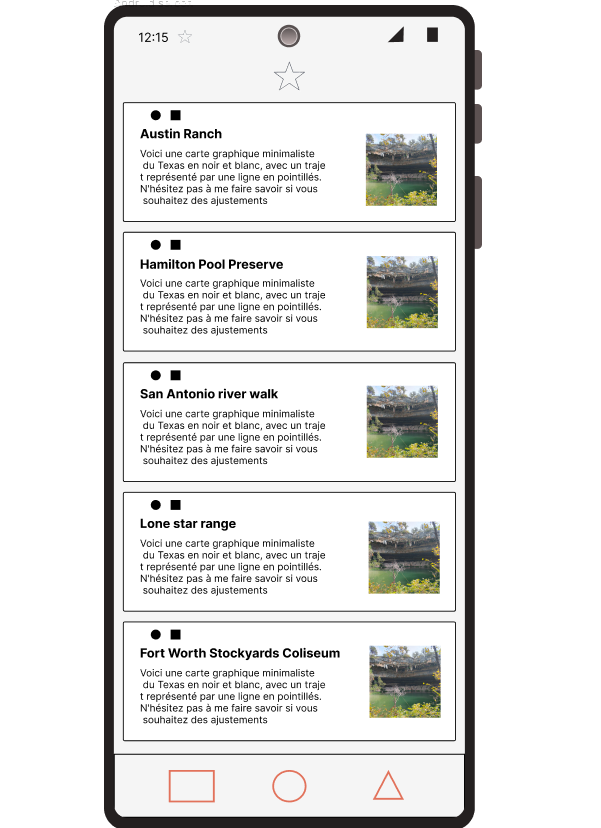 12:15
Austin Ranch
Voici une carte graphique minimaliste
du Texas en noir et blanc, avec un traje
t représenté par une ligne en pointillés.
N'hésitez pas à me faire savoir si vous
souhaitez des ajustements
Hamilton Pool Preserve
Voici une carte graphique minimaliste
du Texas en noir et blanc, avec un traje
t représenté par une ligne en pointillés.
N'hésitez pas à me faire savoir si vous
souhaitez des ajustements
San Antonio river walk
Voici une carte graphique minimaliste
du Texas en noir et blanc, avec un traje
t représenté par une ligne en pointillés.
N'hésitez pas à me faire savoir si vous
souhaitez des ajustements
Lone star range
Voici une carte graphique minimaliste
du Texas en noir et blanc, avec un traje
t représenté par une ligne en pointillés.
N'hésitez pas à me faire savoir si vous
souhaitez des ajustements
Fort Worth Stockyards Coliseum
Voici une carte graphique minimaliste
du Texas en noir et blanc, avec un traje
t représenté par une ligne en pointillés.
N'hésitez pas à me faire savoir si vous
souhaitez des ajustements